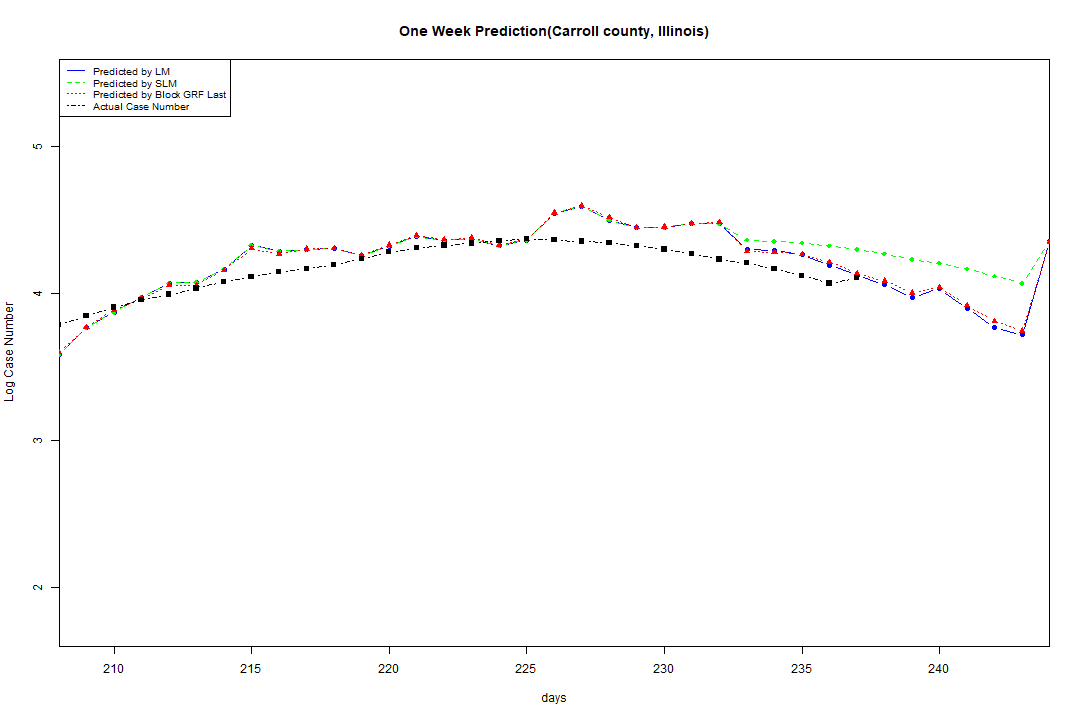 One Week Prediction(Carroll county, Illinois)
Predicted by LM
Predicted by SLM
Predicted by Block GRF Last
Actual Case Number
5
4
3
2
Log Case Number
210 215 220 225 230 235 240
days